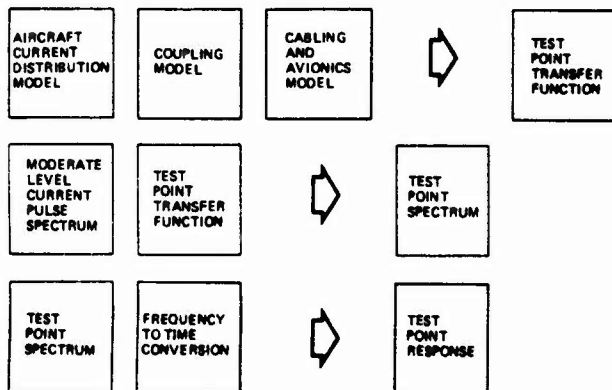 AIRCRAFT
CURRENT
DISTRIBUTION
MODEL
COUPLING
MODEL
CABLING
AND
AVIONICS
MODEL
TEST
POINT
TRANSFER
FUNCTION
MODERATE
LEVEL
CURRENT
PULSE
SPECTRUM
TEST
POINT
TRANSFER
FUNCTION
TEST
POINT
SPECTRUM
TEST
POINT
SPECTRUM
FREQUENCY
TO TIME
CONVERSION
TEST
POINT
RESPONSE